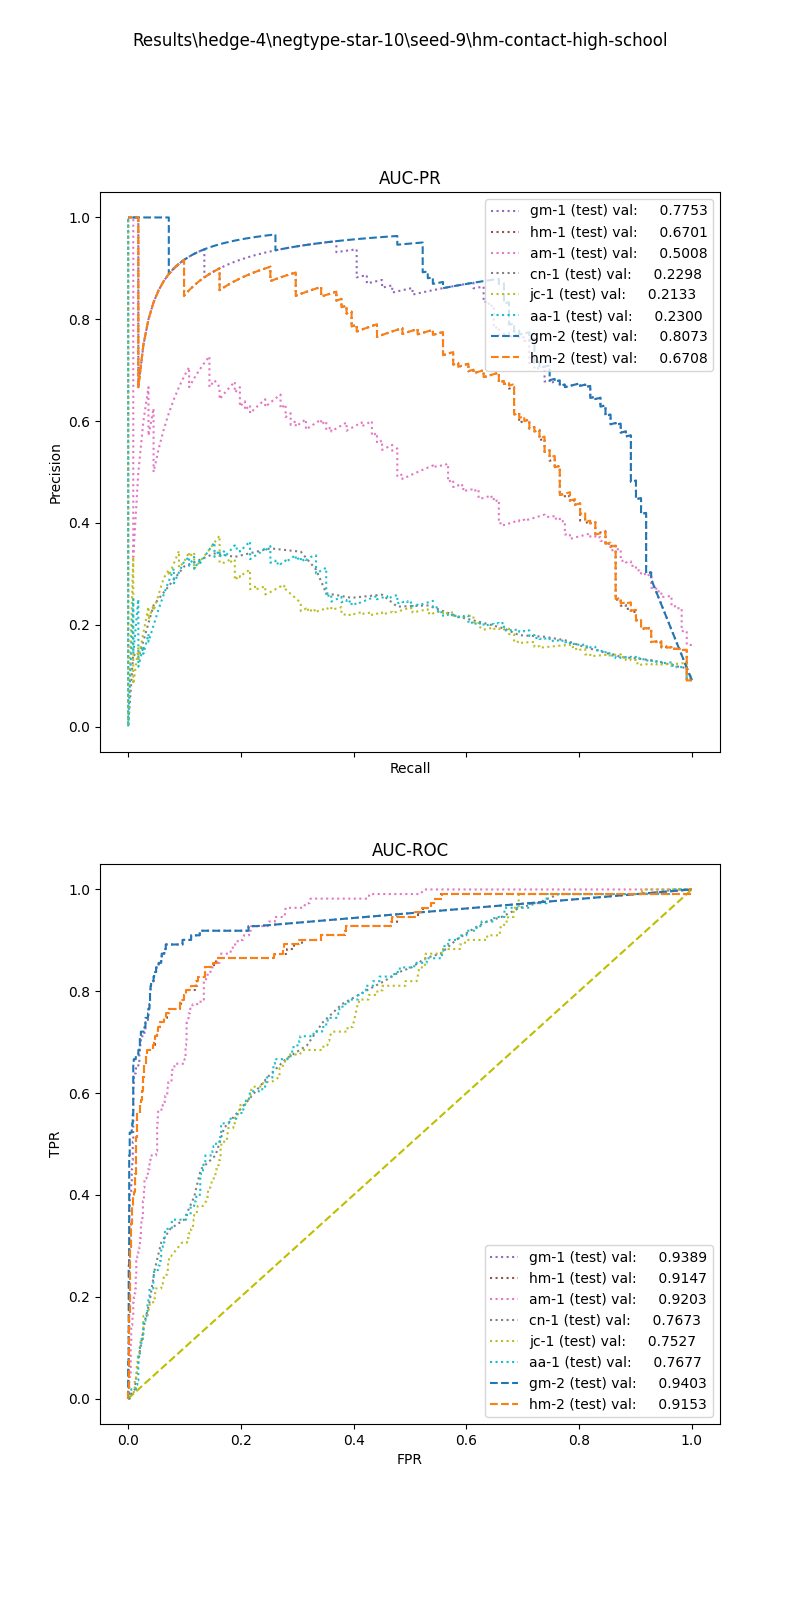 Results\hedge-4\negtype-star-10\seed-9\hm-contact-high-school
AUC-PR
1.0
0.8
0.6
0.4
0.2
0.0
Precision
gm-1 (test) val: 0.7753
hm-1 (test) val: 0.6701
am-1 (test) val: 0.5008
cn-1 (test) val: 0.2298
jc-1 (test) val: 0.2133
aa-1 (test) val: 0.2300
gm-2 (test) val: 0.8073
hm-2 (test) val: 0.6708
Recall
AUC-ROC
1.0
0.8
0.6
0.4
0.2
0.0
TPR
gm-1 (test) val: 0.9389
hm-1 (test) val: 0.9147
am-1 (test) val: 0.9203
cn-1 (test) val: 0.7673
jc-1 (test) val: 0.7527
aa-1 (test) val: 0.7677
gm-2 (test) val: 0.9403
hm-2 (test) val: 0.9153
0.0 0.2 0.4 0.6 0.8 1.0
FPR